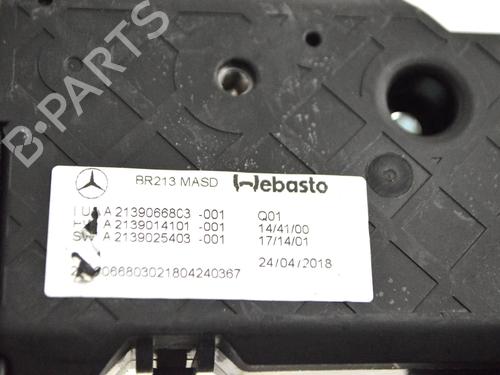 B-PARTS
BR213 MASD Webasto
A 2139066803 -001 Q01
A 2139014101 -001 14/41/00
SW A 2139025403 -001 17/14/01
24/04/2018
066803021804240367